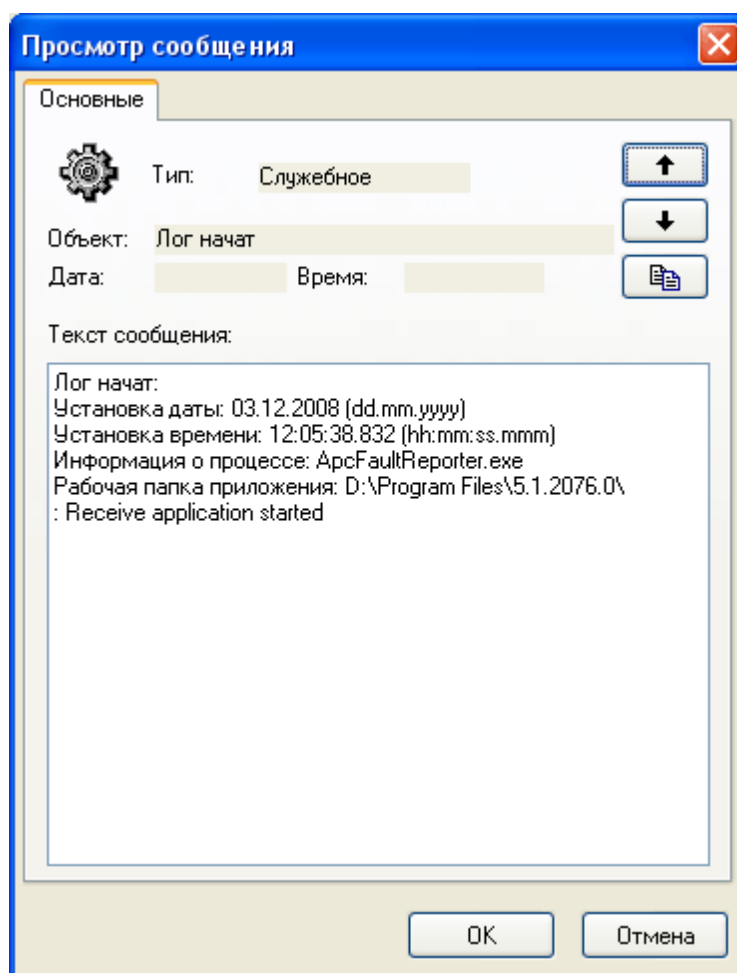 Просмотр сообщения
Основные
Тип: Служебное
Объект: Лог начат
Дата: Время:
Текст сообщения:
Лог начат:
Установка даты: 03.12.2008 (dd.mm.yyyy)
Установка времени: 12:05:38.832 (hh:mm:ss.mmm)
Информация о процессе: ApcFaultReporter.exe
Рабочая папка приложения: D:\Program Files\5.1.2076.0\
: Receive application started
OK Отмена